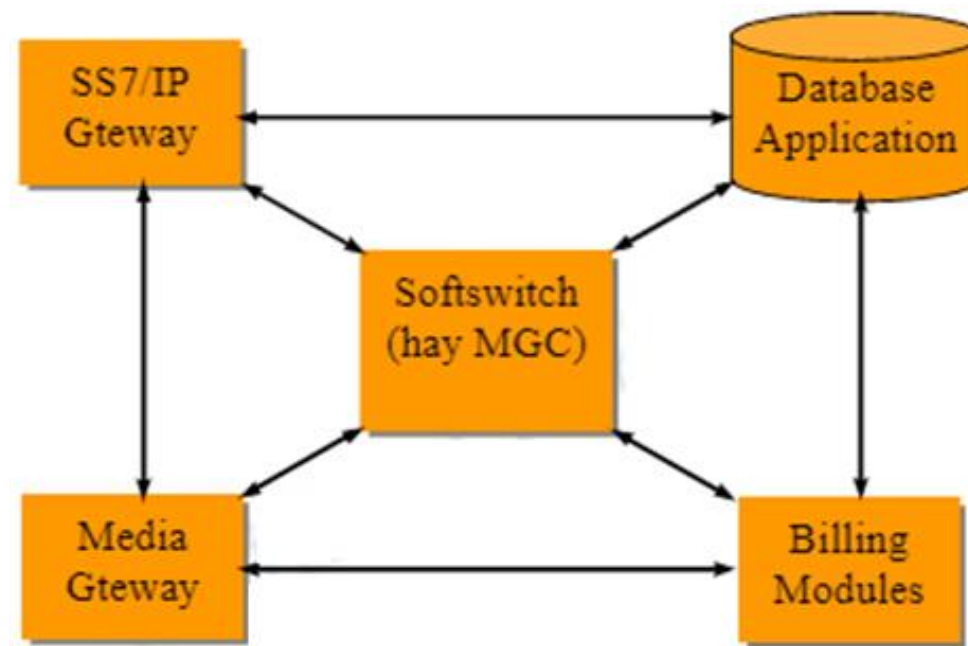 SS7/IP
Gteway
Database
Application
Softswitch
(hay MGC)
Media
Gteway
Billing
Modules